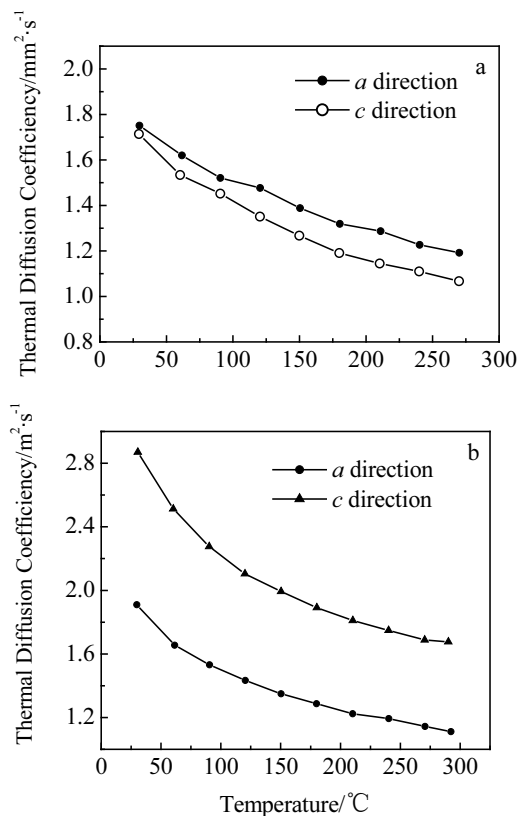 a
a direction
c direction
2.0
1.8
1.6
1.4
1.2
1.0
0.8
Thermal Diffusion Coefficiency/mm²·s⁻¹
0 50 100 150 200 250 300
b
a direction
c direction
2.8
2.4
2.0
1.6
1.2
Thermal Diffusion Coefficiency/m²·s⁻¹
0 50 100 150 200 250 300
Temperature/℃